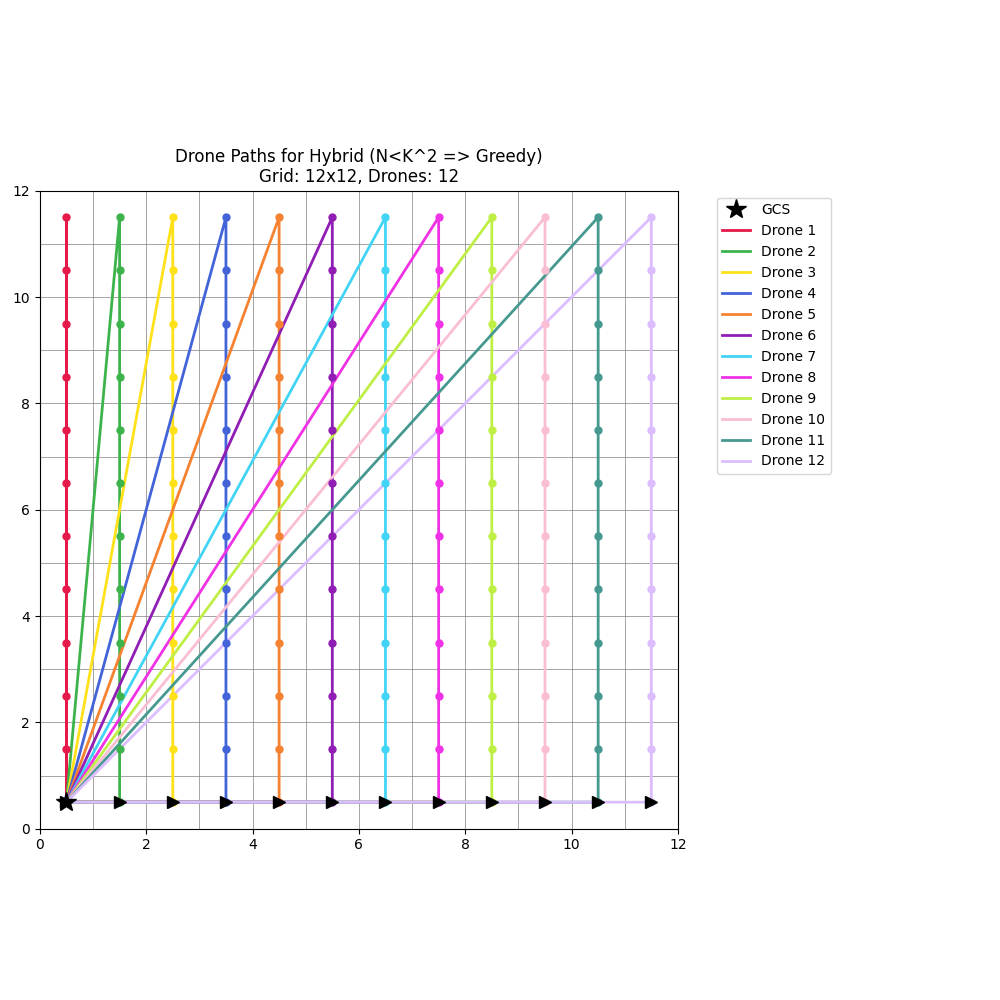 Drone Paths for Hybrid (N<K^2 => Greedy)
Grid: 12x12, Drones: 12
12
10
8
6
4
2
0
0 2 4 6 8 10 12
GCS
Drone 1
Drone 2
Drone 3
Drone 4
Drone 5
Drone 6
Drone 7
Drone 8
Drone 9
Drone 10
Drone 11
Drone 12